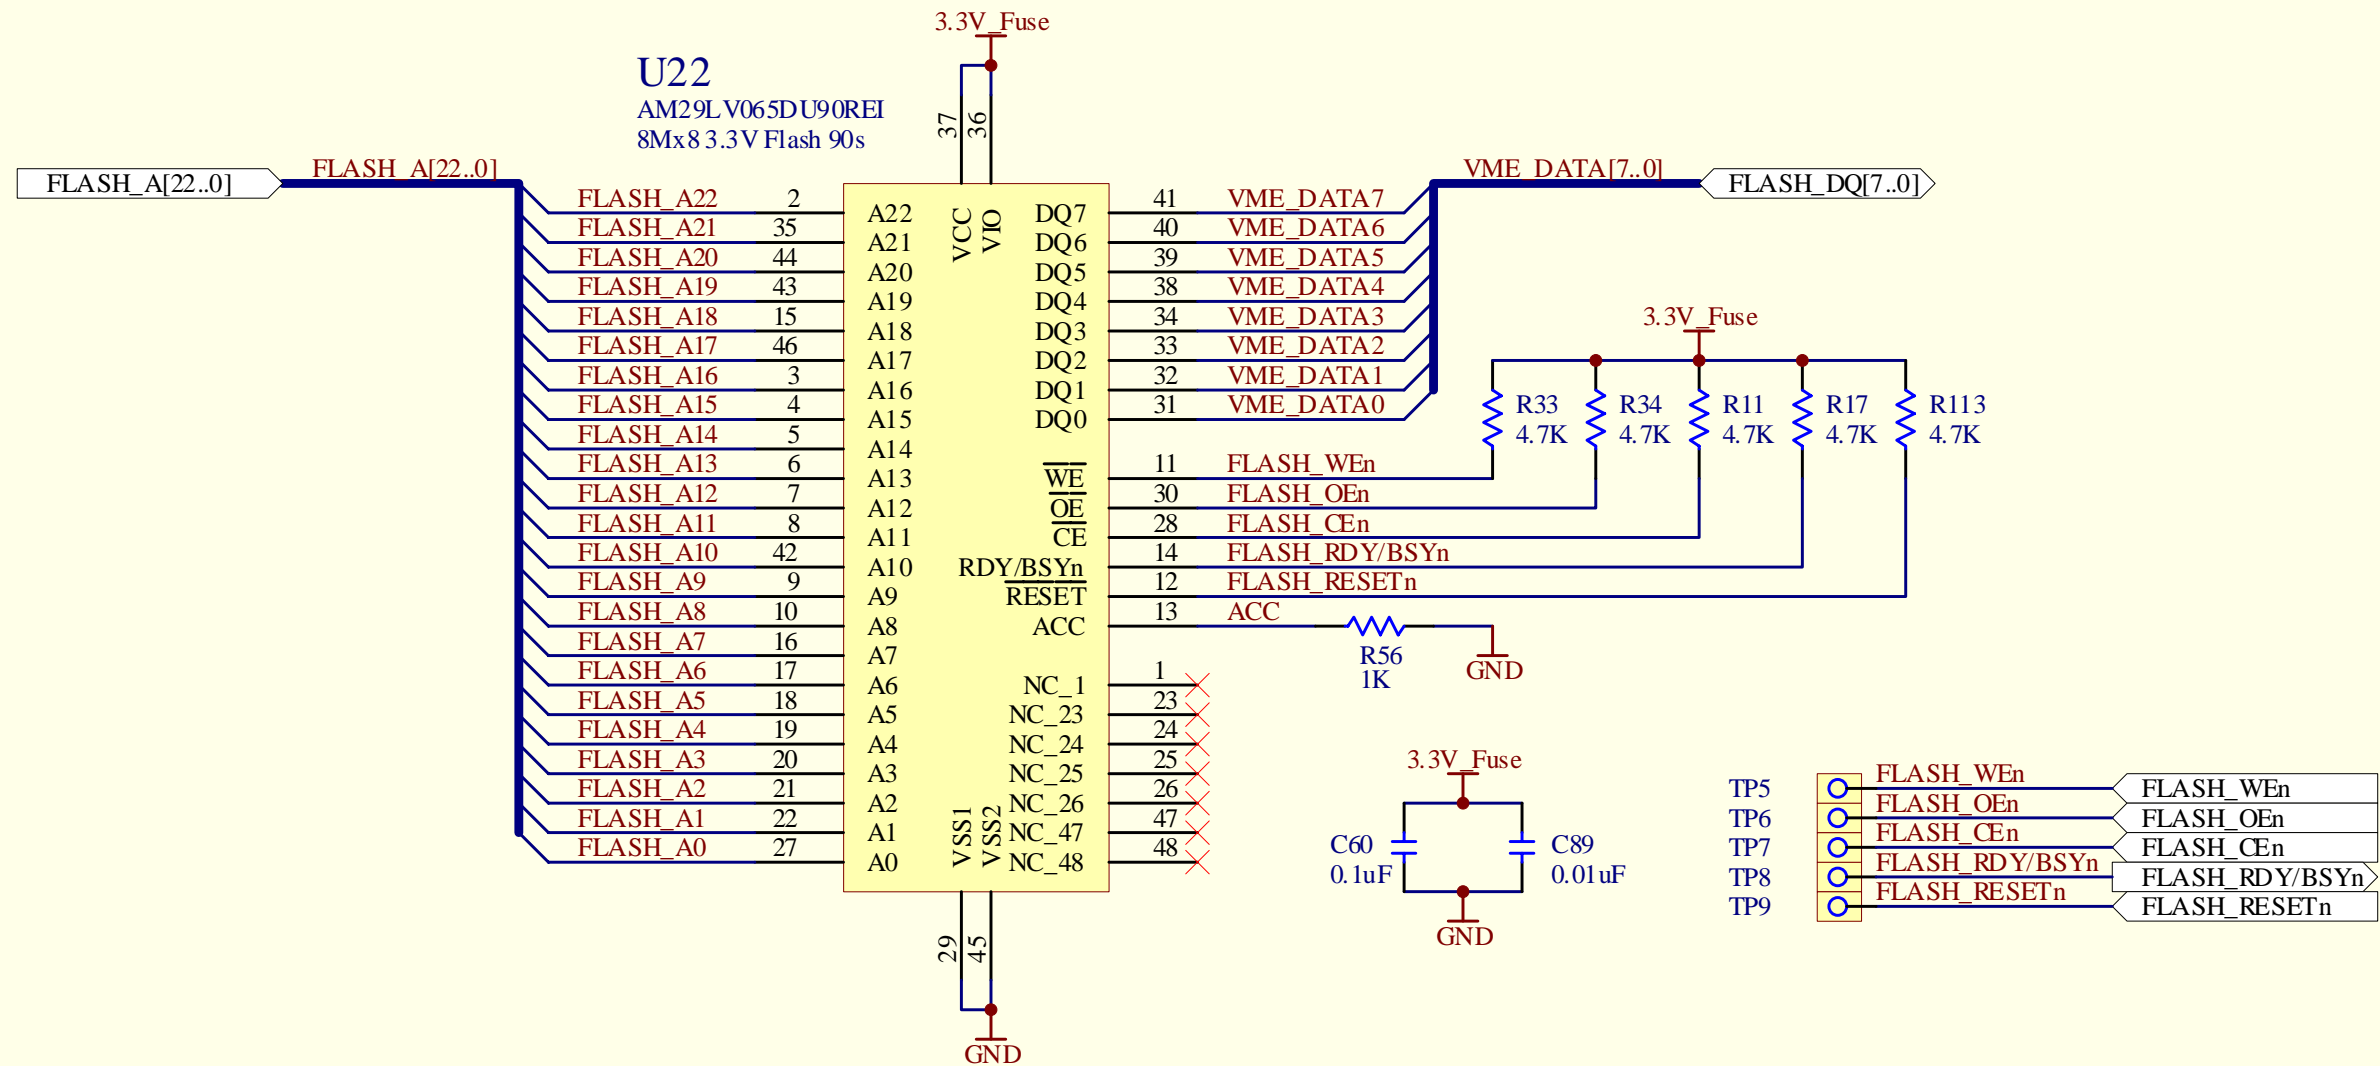 3.3V_Fuse
U22
AM29LV065DU90REI
8Mx8 3.3V Flash 90s
37
36
FLASH_A[22..0]
FLASH_A[22..0]
VME_DATA[7..0]
FLASH_DQ[7..0]
FLASH_A22 2 A22 VCC VIO DQ7 41 VME_DATA7
FLASH_A21 35 A21 DQ6 40 VME_DATA6
FLASH_A20 44 A20 DQ5 39 VME_DATA5
FLASH_A19 43 A19 DQ4 38 VME_DATA4
FLASH_A18 15 A18 DQ3 34 VME_DATA3
3.3V_Fuse
FLASH_A17 46 A17 DQ2 33 VME_DATA2
FLASH_A16 3 A16 DQ1 32 VME_DATA1
FLASH_A15 4 A15 DQ0 31 VME_DATA0
R33 R34 R11 R17 R113
4.7K 4.7K 4.7K 4.7K 4.7K
FLASH_A14 5 A14
FLASH_A13 6 A13 WE 11 FLASH_WEn
FLASH_A12 7 A12 OE 30 FLASH_OEn
FLASH_A11 8 A11 CE 28 FLASH_CEn
FLASH_A10 42 A10 RDY/BSYn 14 FLASH_RDY/BSYn
FLASH_A9 9 A9 RESET 12 FLASH_RESETn
FLASH_A8 10 A8 ACC 13 ACC
R56
1K
GND
FLASH_A7 16 A7
FLASH_A6 17 A6 NC_1 1
FLASH_A5 18 A5 NC_23 23
FLASH_A4 19 A4 NC_24 24
FLASH_A3 20 A3 NC_25 25
FLASH_A2 21 A2 NC_26 26
FLASH_A1 22 A1 VSS1 VSS2 NC_47 47
FLASH_A0 27 A0 NC_48 48
3.3V_Fuse
C60
0.1uF
C89
0.01uF
GND
TP5 FLASH_WEn FLASH_WEn
TP6 FLASH_OEn FLASH_OEn
TP7 FLASH_CEn FLASH_CEn
TP8 FLASH_RDY/BSYn FLASH_RDY/BSYn
TP9 FLASH_RESETn FLASH_RESETn
29
45
GND